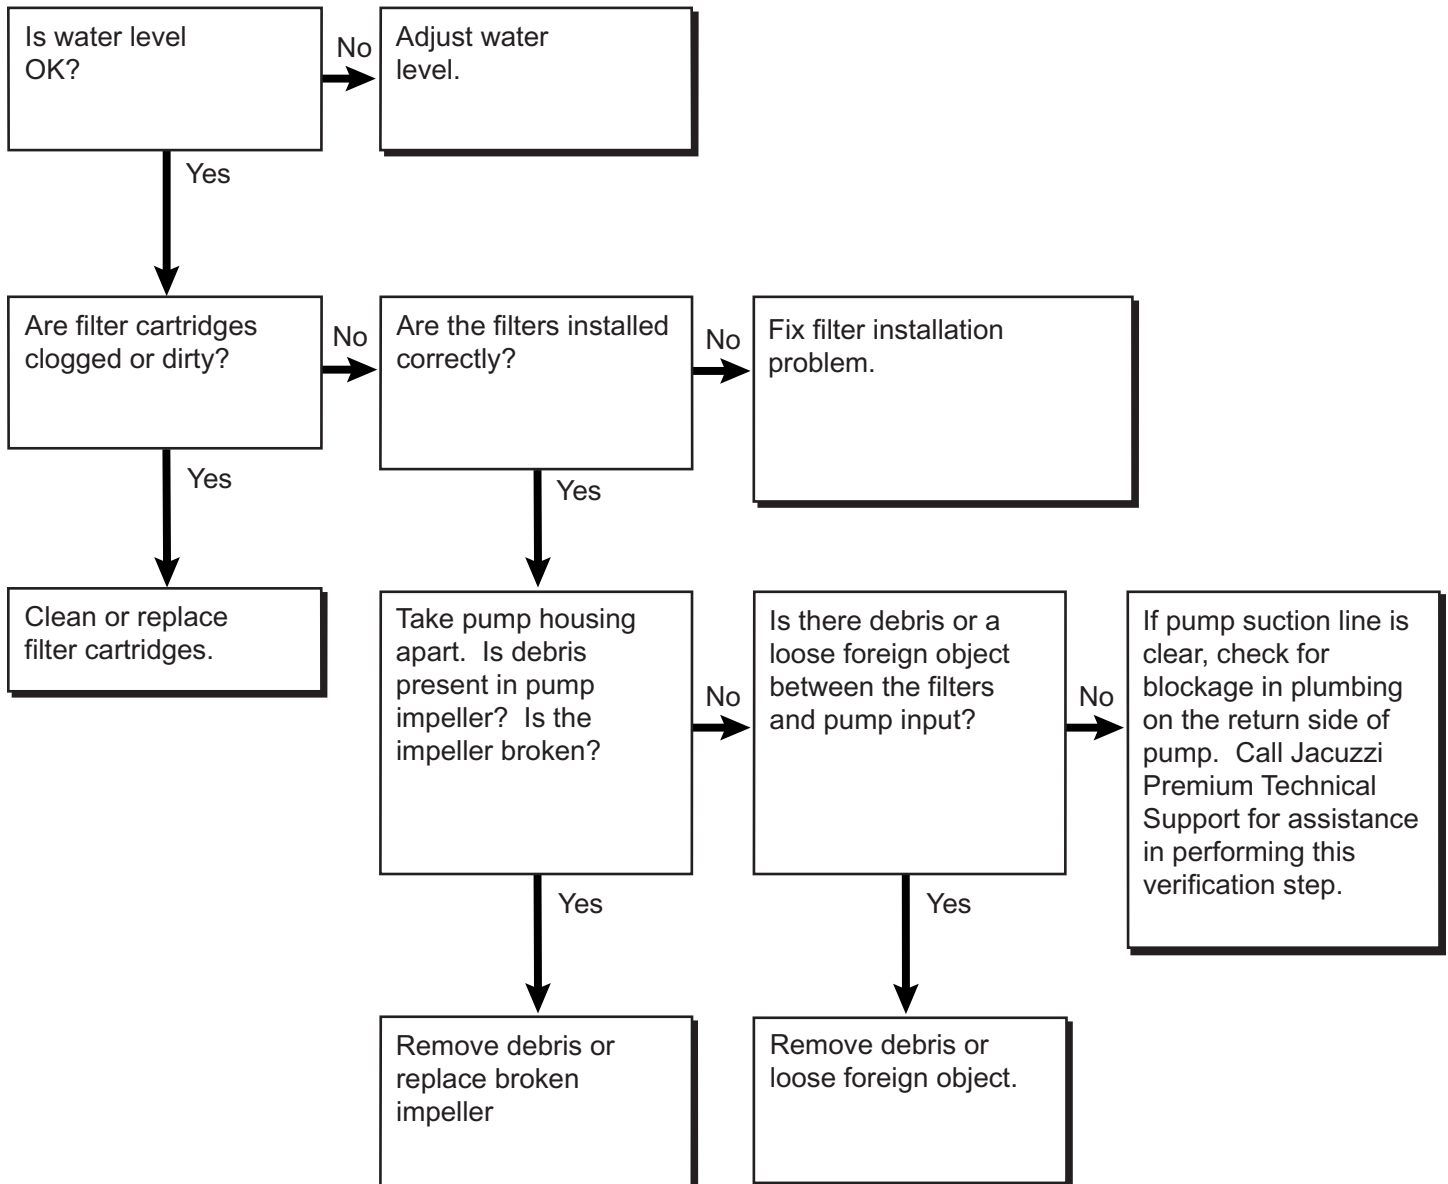 Is water level
OK?
No
Adjust water
level.
Yes
Are filter cartridges
clogged or dirty?
No
Are the filters installed
correctly?
No
Fix filter installation
problem.
Yes
Yes
Clean or replace
filter cartridges.
Take pump housing
apart.  Is debris
present in pump
impeller?  Is the
impeller broken?
No
Is there debris or a
loose foreign object
between the filters
and pump input?
No
If pump suction line is
clear, check for
blockage in plumbing
on the return side of
pump.  Call Jacuzzi
Premium Technical
Support for assistance
in performing this
verification step.
Yes
Yes
Remove debris or
replace broken
impeller
Remove debris or
loose foreign object.